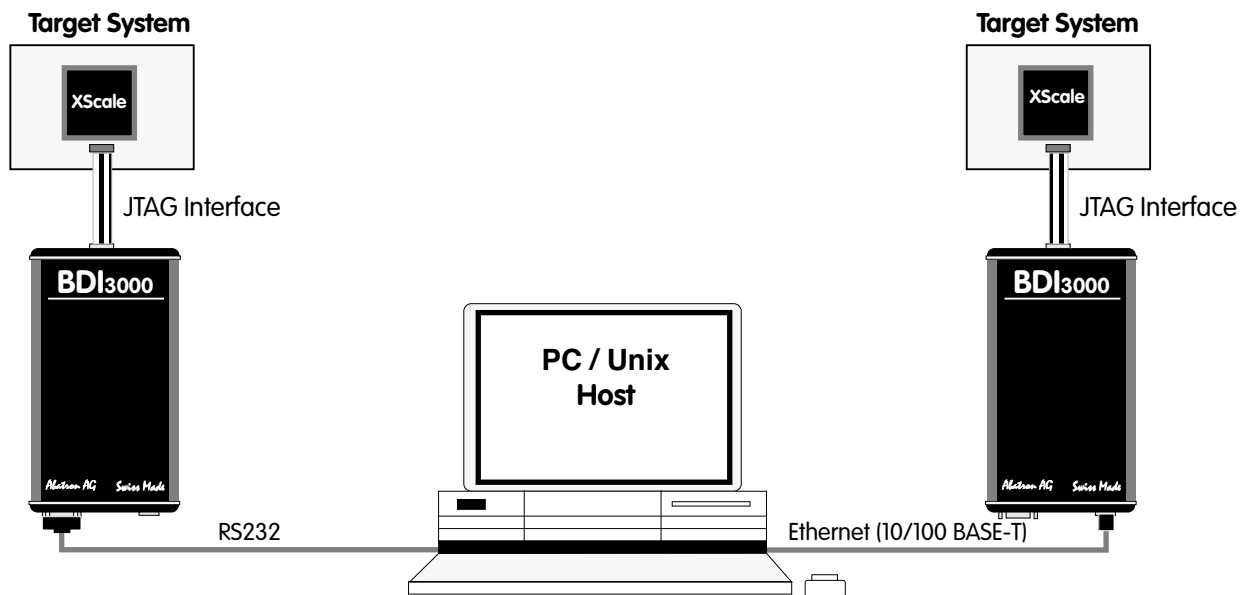 Target System
XScale
JTAG Interface
BDI3000
Abatron AG Swiss Made
RS232
PC / Unix
Host
Target System
XScale
JTAG Interface
BDI3000
Abatron AG Swiss Made
Ethernet (10/100 BASE-T)